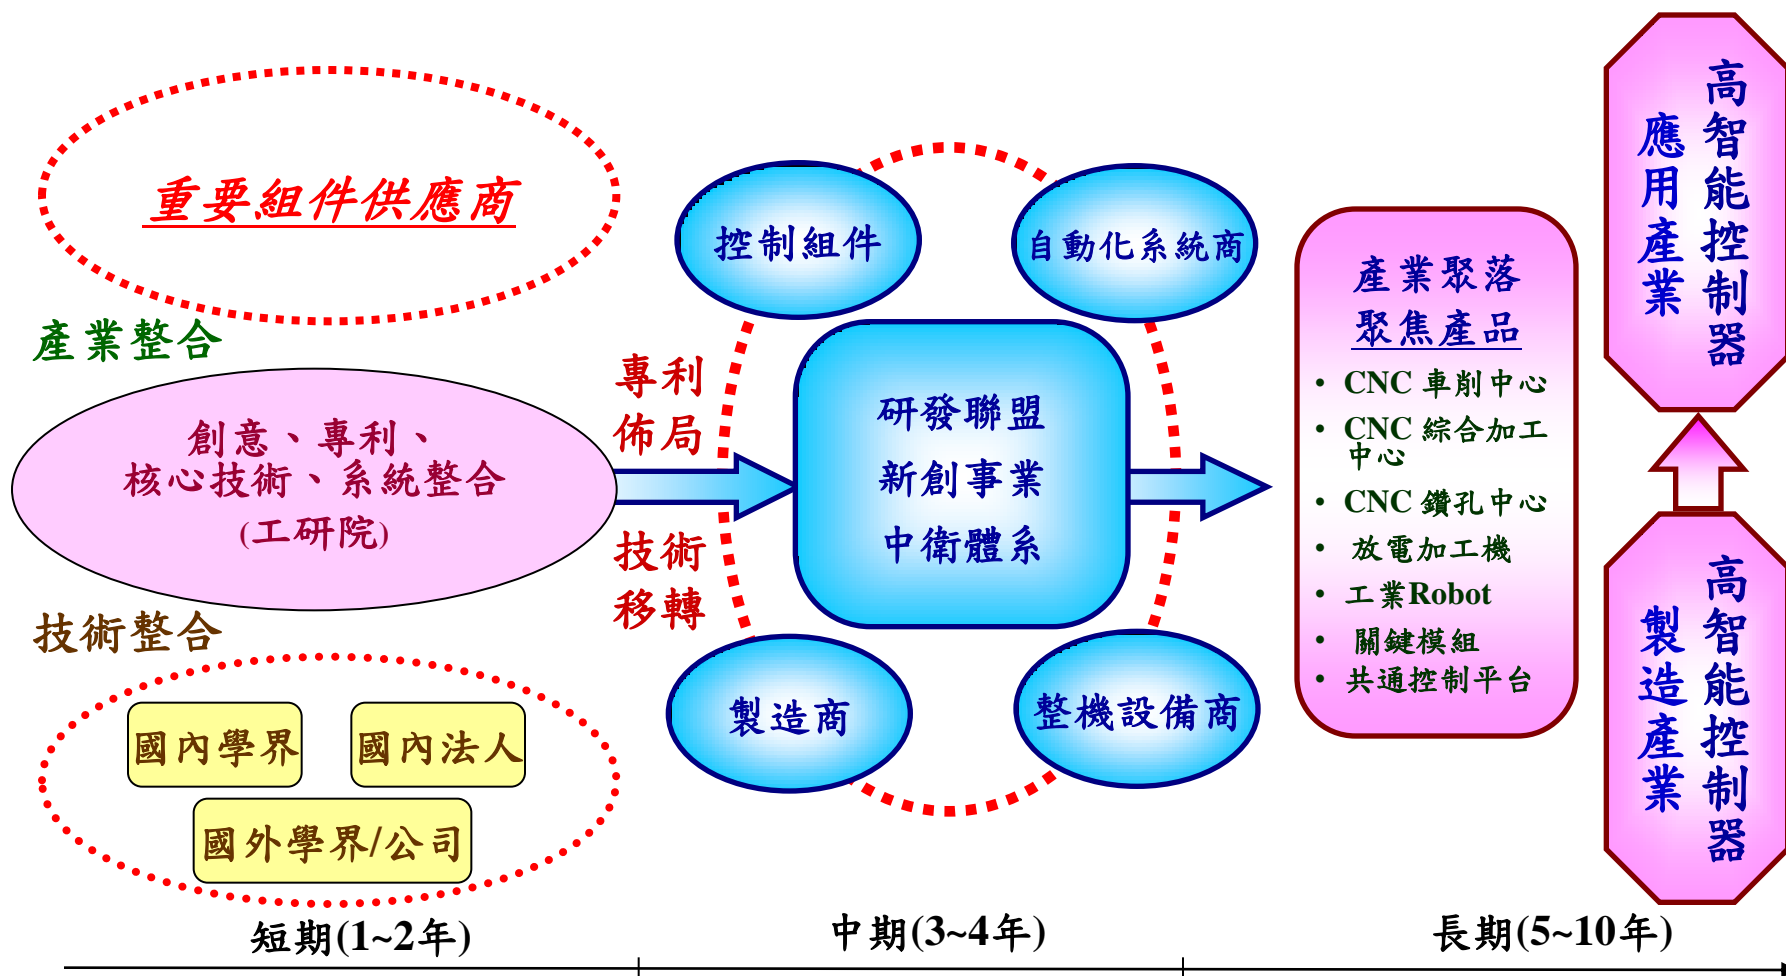 重要組件供應商
產業整合
創意、專利、
核心技術、系統整合
(工研院)
技術整合
國內學界
國內法人
國外學界/公司
專利
佈局
技術
移轉
控制組件
自動化系統商
研發聯盟
新創事業
中衛體系
製造商
整機設備商
產業聚落
聚焦產品
• CNC 車削中心
• CNC 綜合加工
中心
• CNC 鑽孔中心
• 放電加工機
• 工業Robot
• 關鍵模組
• 共通控制平台
高智能控制器
應用產業
高智能控制器
製造產業
短期(1~2年)
中期(3~4年)
長期(5~10年)